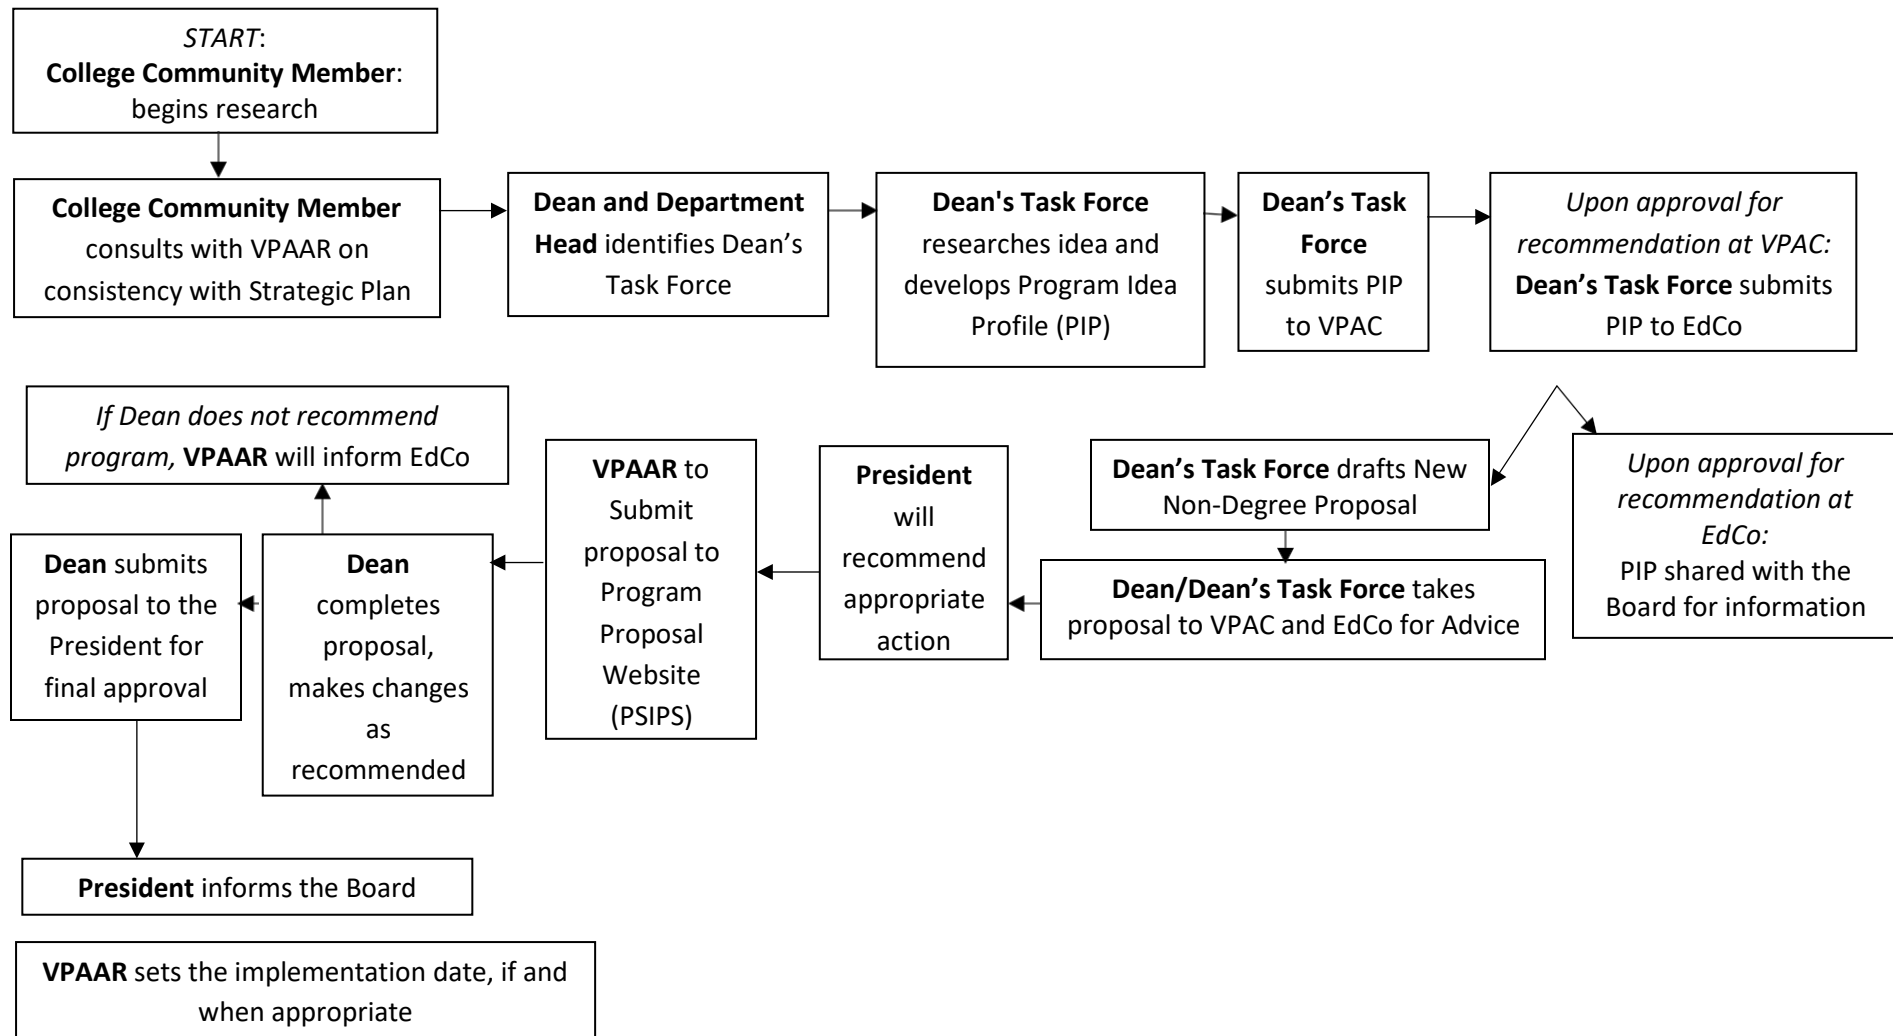 START:
College Community Member:
begins research
College Community Member
consults with VPAAR on
consistency with Strategic Plan
Dean and Department
Head identifies Dean’s
Task Force
Dean's Task Force
researches idea and
develops Program Idea
Profile (PIP)
Dean’s Task
Force
submits PIP
to VPAC
Upon approval for
recommendation at VPAC:
Dean’s Task Force submits
PIP to EdCo
Upon approval for
recommendation at
EdCo:
PIP shared with the
Board for information
Dean’s Task Force drafts New
Non-Degree Proposal
Dean/Dean’s Task Force takes
proposal to VPAC and EdCo for Advice
President
will
recommend
appropriate
action
VPAAR to
Submit
proposal to
Program
Proposal
Website
(PSIPS)
Dean
completes
proposal,
makes changes
as
recommended
If Dean does not recommend
program, VPAAR will inform EdCo
Dean submits
proposal to the
President for
final approval
President informs the Board
VPAAR sets the implementation date, if and
when appropriate